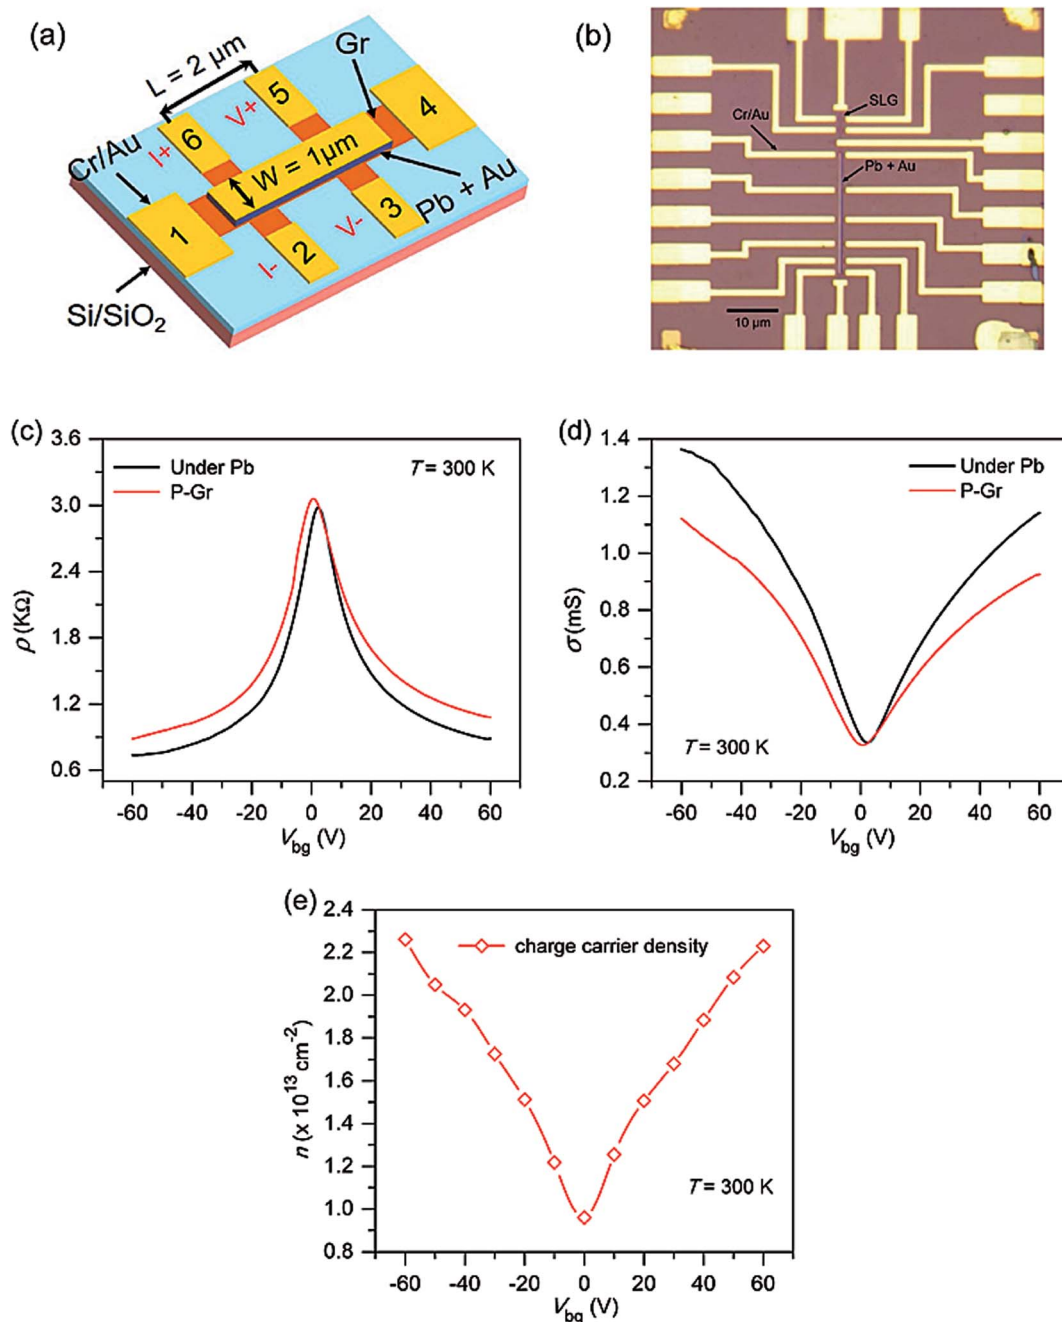 (a)
L = 2 μm
Gr
Cr/Au
I+
6
V+
5
4
W = 1μm
Pb + Au
1
I-
2
V-
3
Si/SiO2
(b)
SLG
Cr/Au
Pb + Au
10 μm
(c)
3.6
3.0
2.4
1.8
1.2
0.6
ρ (KΩ)
Under Pb
P-Gr
T = 300 K
-60 -40 -20 0 20 40 60
Vbg (V)
(d)
1.4
1.2
1.0
0.8
0.6
0.4
0.2
σ (mS)
Under Pb
P-Gr
T = 300 K
-60 -40 -20 0 20 40 60
Vbg (V)
(e)
2.4
2.2
2.0
1.8
1.6
1.4
1.2
1.0
0.8
n (x 10^13 cm^-2)
charge carrier density
T = 300 K
-60 -40 -20 0 20 40 60
Vbg (V)